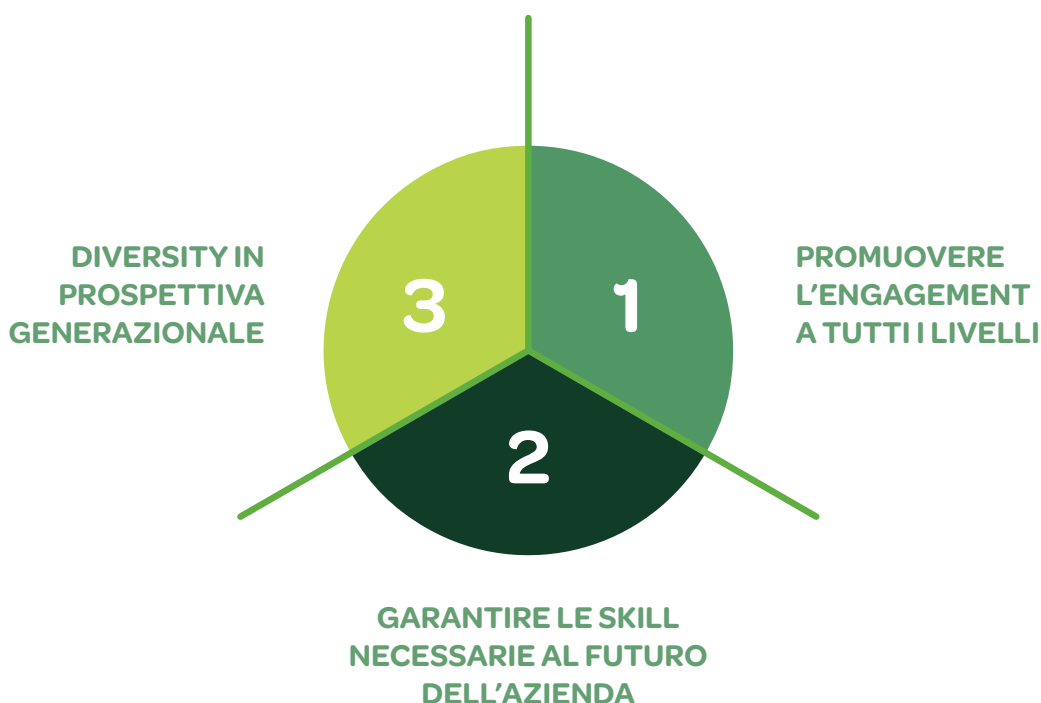 1
PROMUOVERE
L'ENGAGEMENT
A TUTTI I LIVELLI
2
GARANTIRE LE SKILL
NECESSARIE AL FUTURO
DELL'AZIENDA
3
DIVERSITY IN
PROSPETTIVA
GENERAZIONALE